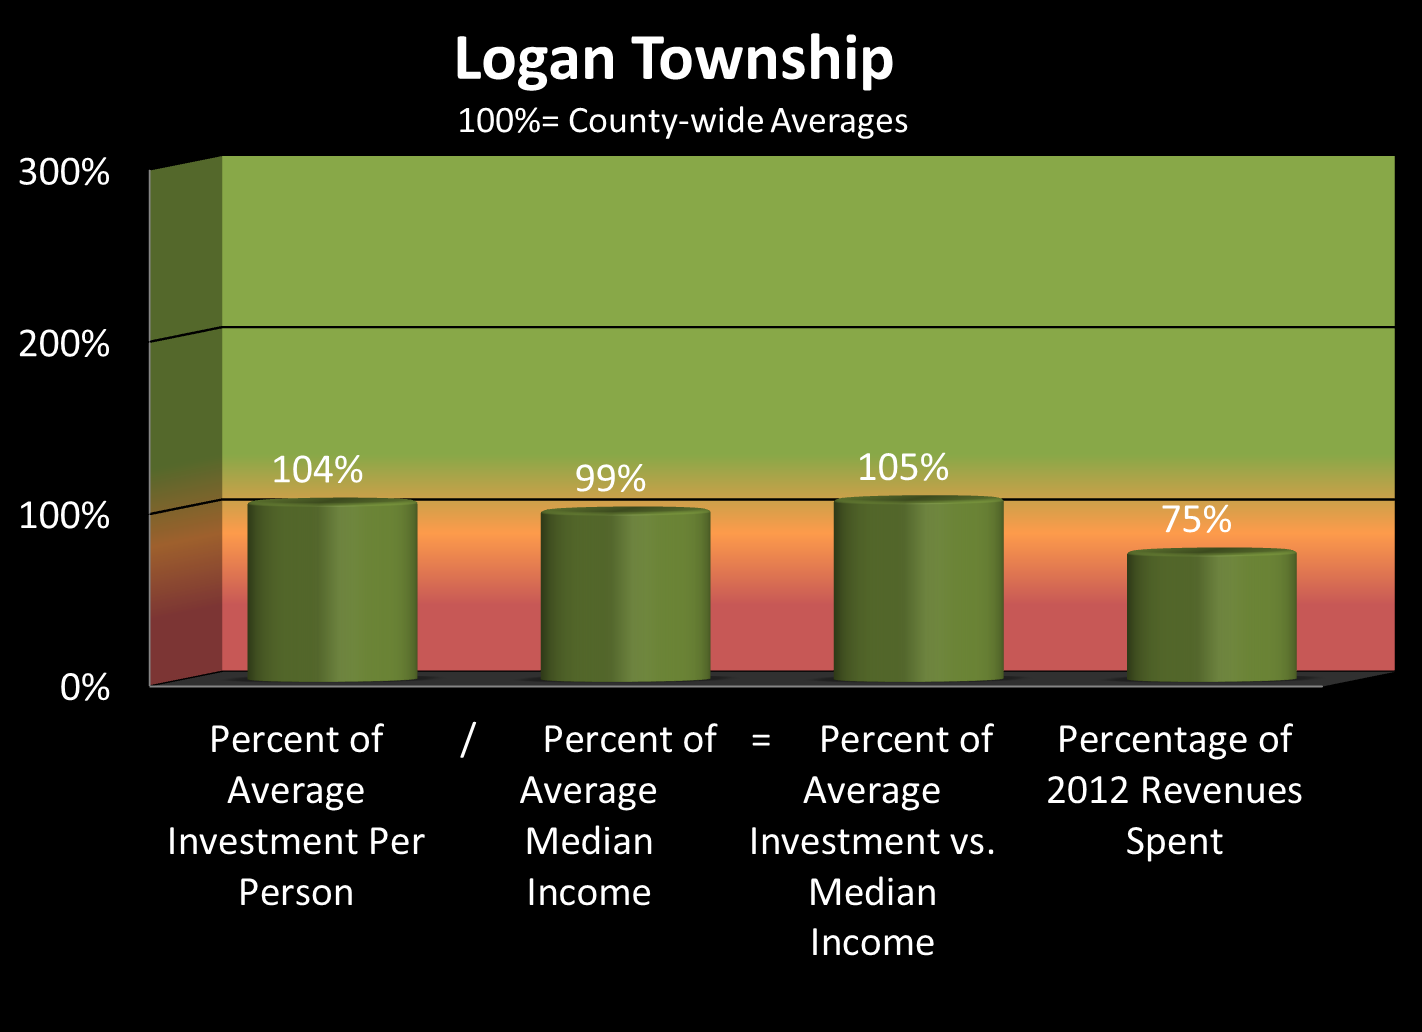 Logan Township
100%= County-wide Averages
300%
200%
100%
0%
104%
99%
105%
75%
Percent of
Average
Investment Per
Person
/
Percent of
Average
Median
Income
=
Percent of
Average
Investment vs.
Median
Income
Percentage of
2012 Revenues
Spent